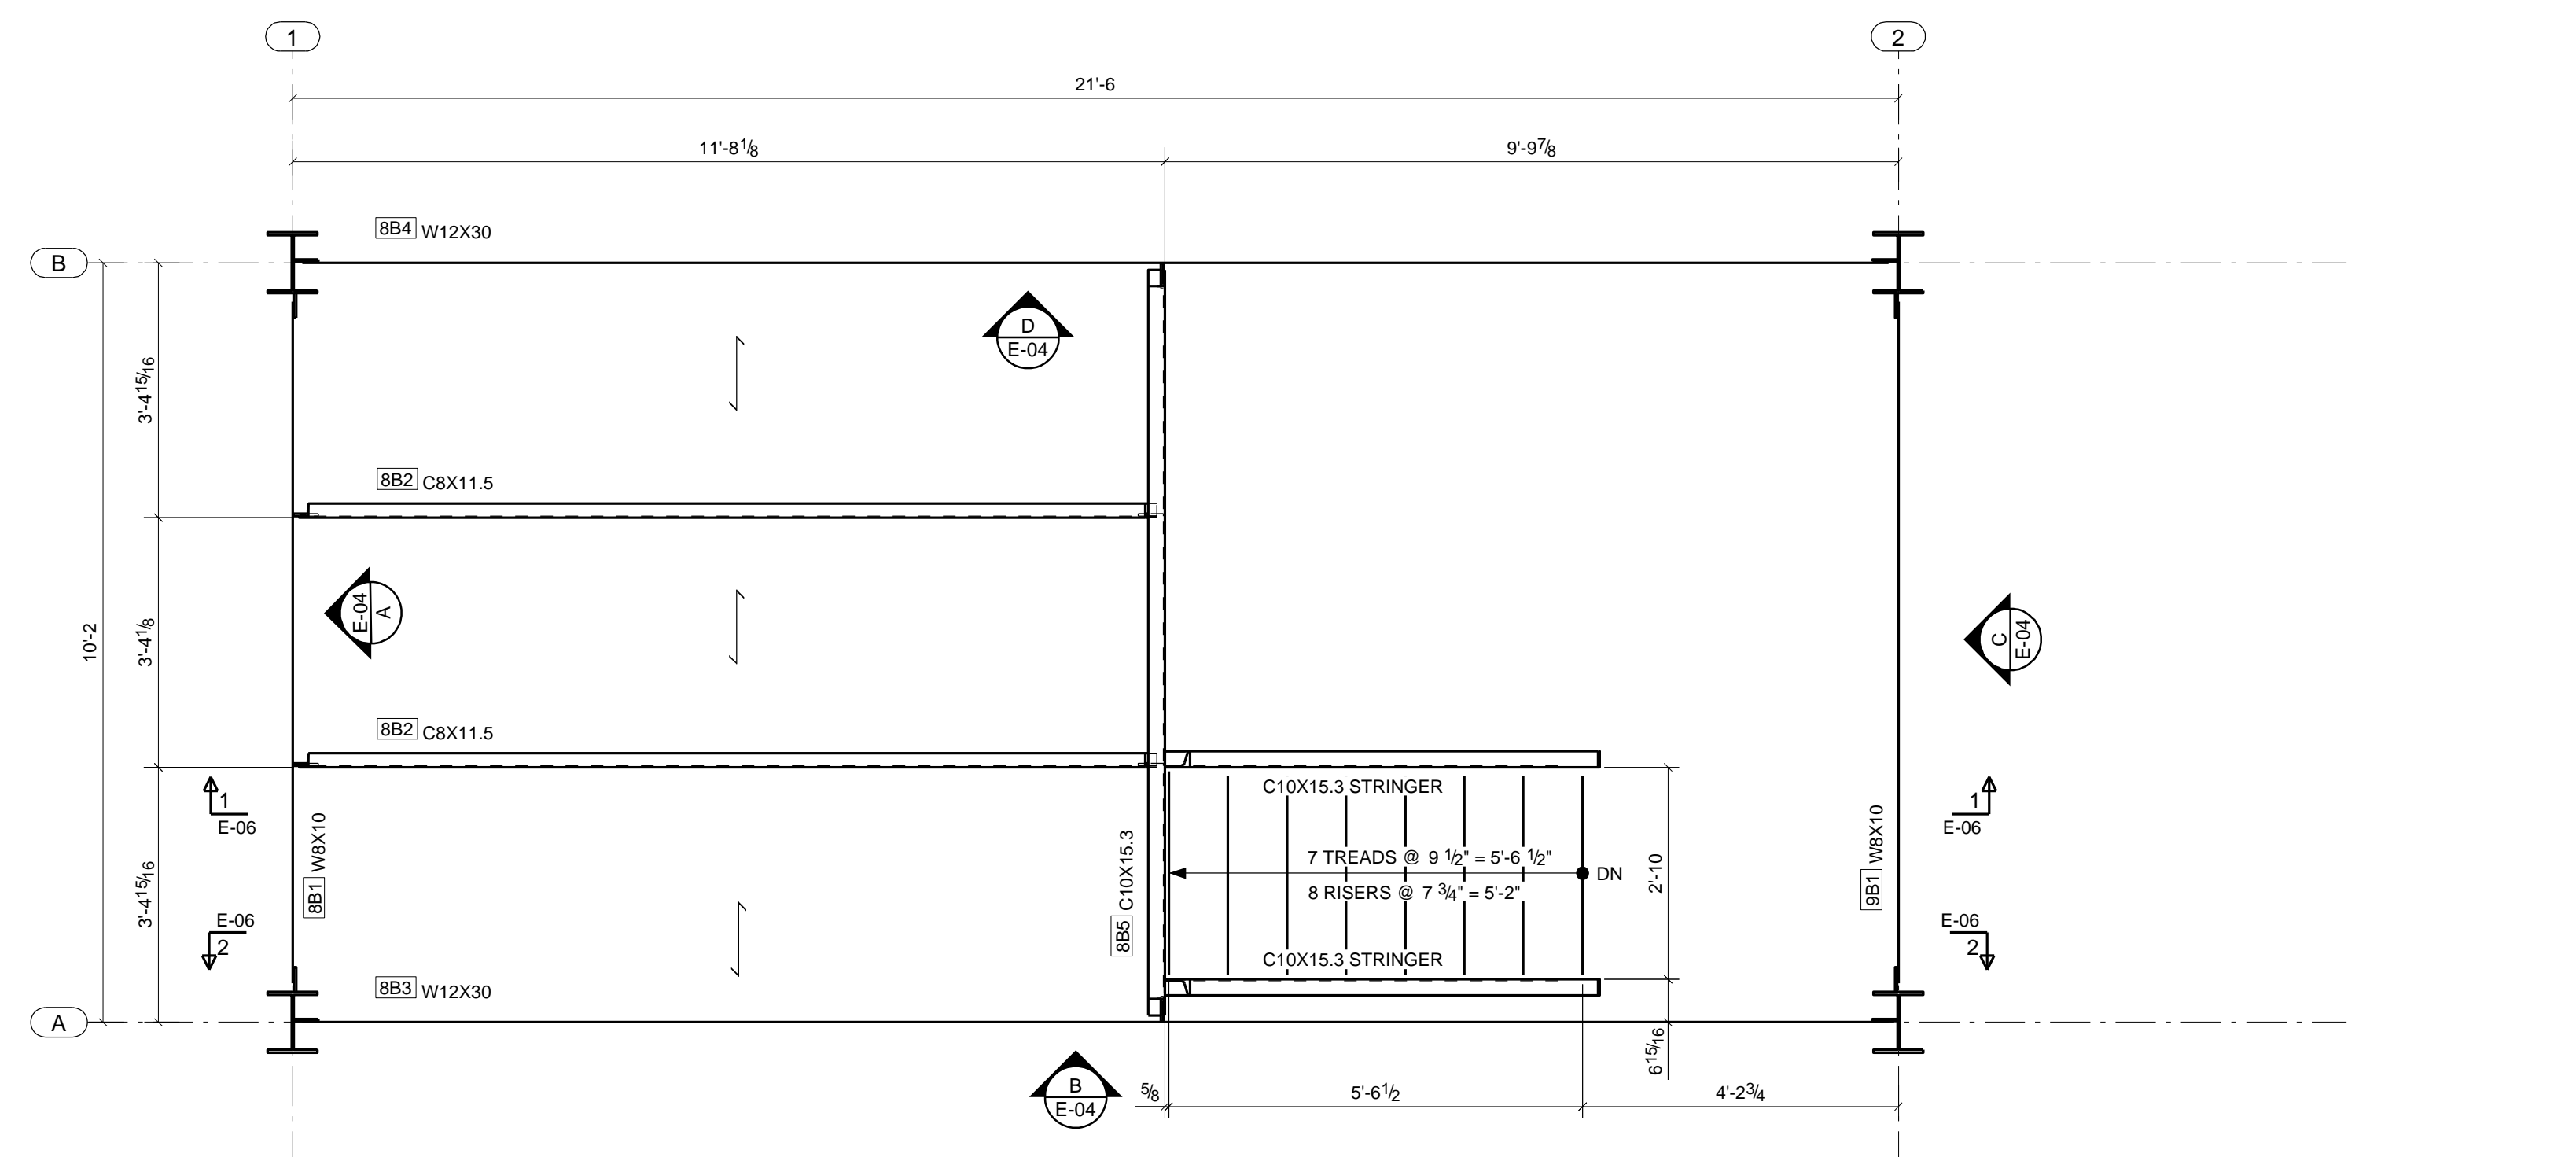 1
2
21'-6
11'-8 1/8
9'-9 7/8
8B4 W12X30
B
D
E-04
3'-4 15/16
8B2 C8X11.5
10'-2
3'-4 1/8
E-04
A
C
E-04
8B2 C8X11.5
1
E-06
8B1 W8X10
C10X15.3 STRINGER
8B5 C10X15.3
7 TREADS @ 9 1/2" = 5'-6 1/2"
DN
8 RISERS @ 7 3/4" = 5'-2"
2'-10
9B1 W8X10
1
E-06
3'-4 15/16
E-06
2
E-06
2
C10X15.3 STRINGER
8B3 W12X30
A
6 15/16
B
E-04
5/8
5'-6 1/2
4'-2 3/4